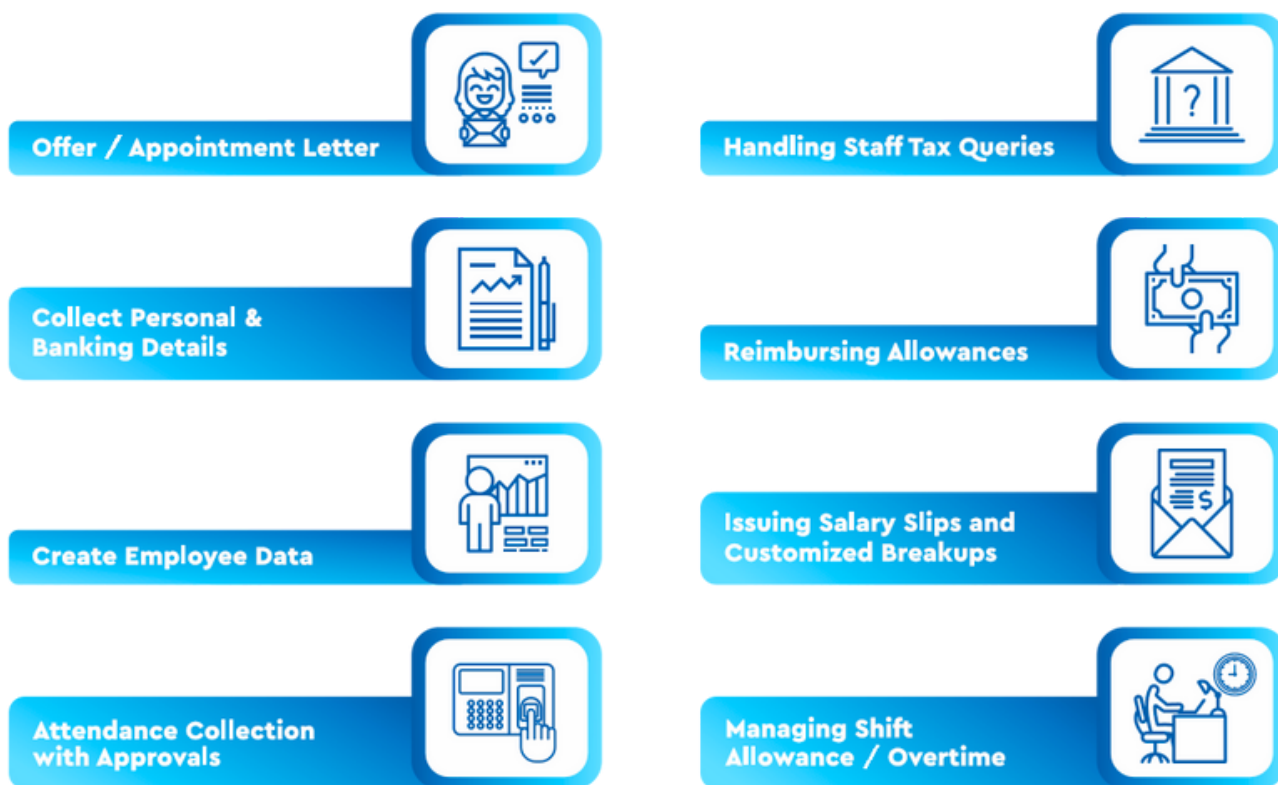 Offer / Appointment Letter
Collect Personal &
Banking Details
Create Employee Data
Attendance Collection
with Approvals
Handling Staff Tax Queries
?
Reimbursing Allowances
$
Issuing Salary Slips and
Customized Breakups
Managing Shift
Allowance / Overtime